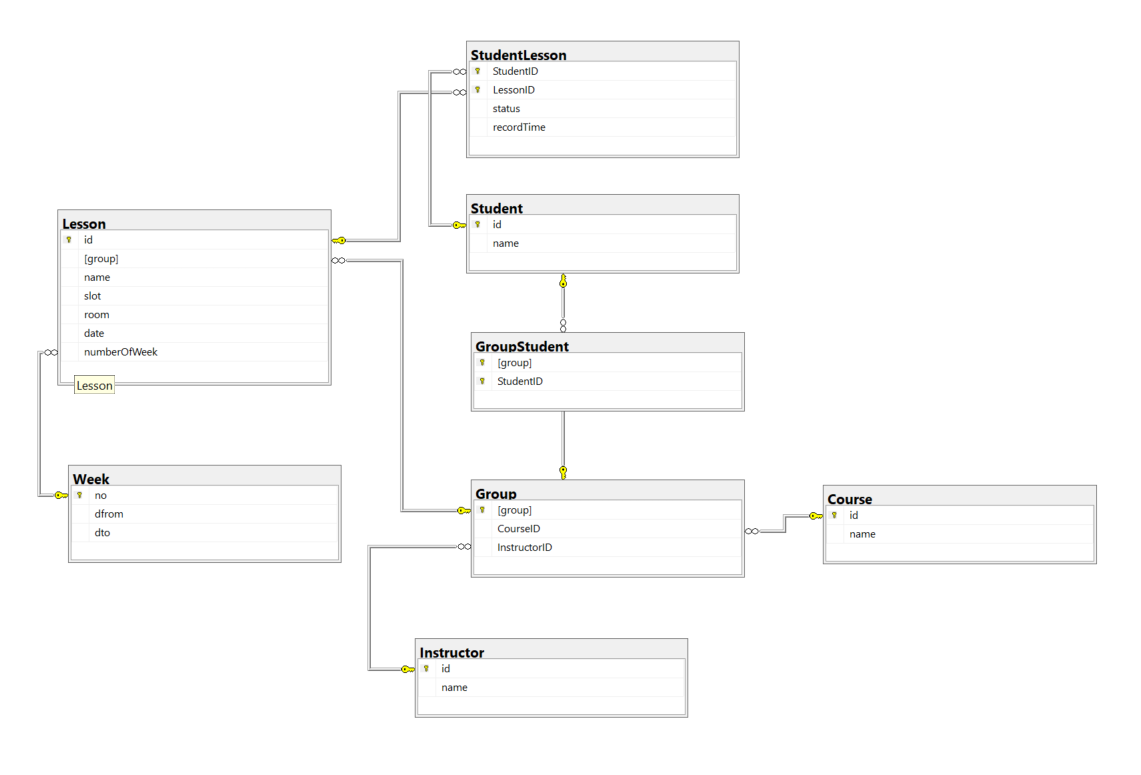 StudentLesson
StudentID
LessonID
status
recordTime
Student
id
name
Lesson
id
[group]
name
slot
room
date
numberOfWeek
Lesson
GroupStudent
[group]
StudentID
Week
no
dfrom
dto
Group
[group]
CourseID
InstructorID
Course
id
name
Instructor
id
name